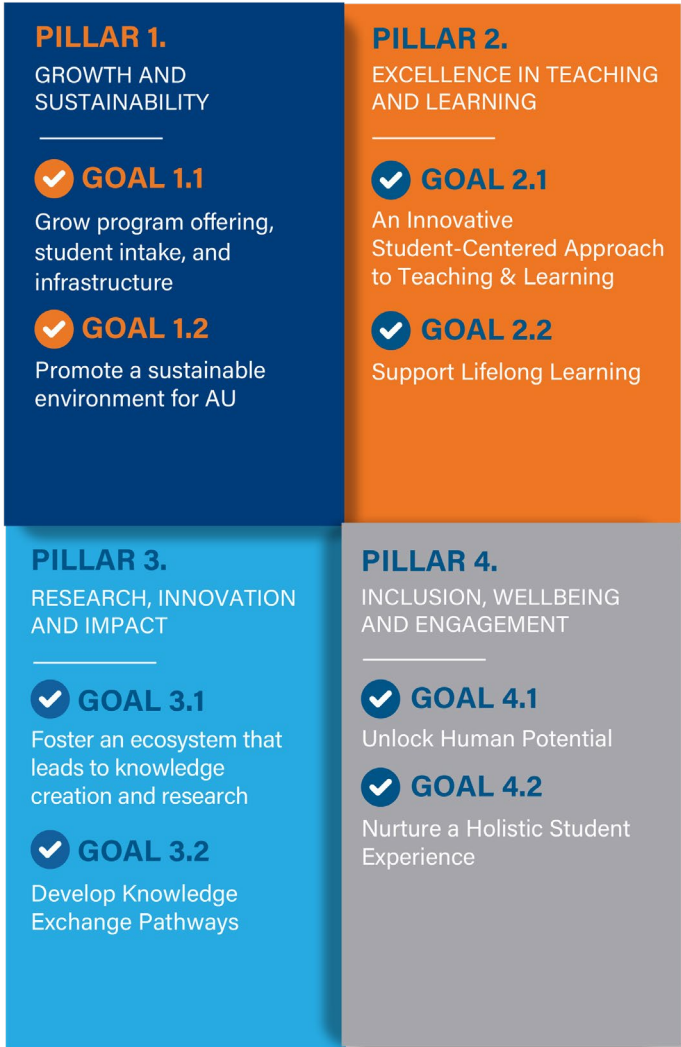 PILLAR 1.
GROWTH AND
SUSTAINABILITY
GOAL 1.1
Grow program offering,
student intake, and
infrastructure
GOAL 1.2
Promote a sustainable
environment for AU
PILLAR 2.
EXCELLENCE IN TEACHING
AND LEARNING
GOAL 2.1
An Innovative
Student-Centered Approach
to Teaching & Learning
GOAL 2.2
Support Lifelong Learning
PILLAR 3.
RESEARCH, INNOVATION
AND IMPACT
GOAL 3.1
Foster an ecosystem that
leads to knowledge
creation and research
GOAL 3.2
Develop Knowledge
Exchange Pathways
PILLAR 4.
INCLUSION, WELLBEING
AND ENGAGEMENT
GOAL 4.1
Unlock Human Potential
GOAL 4.2
Nurture a Holistic Student
Experience